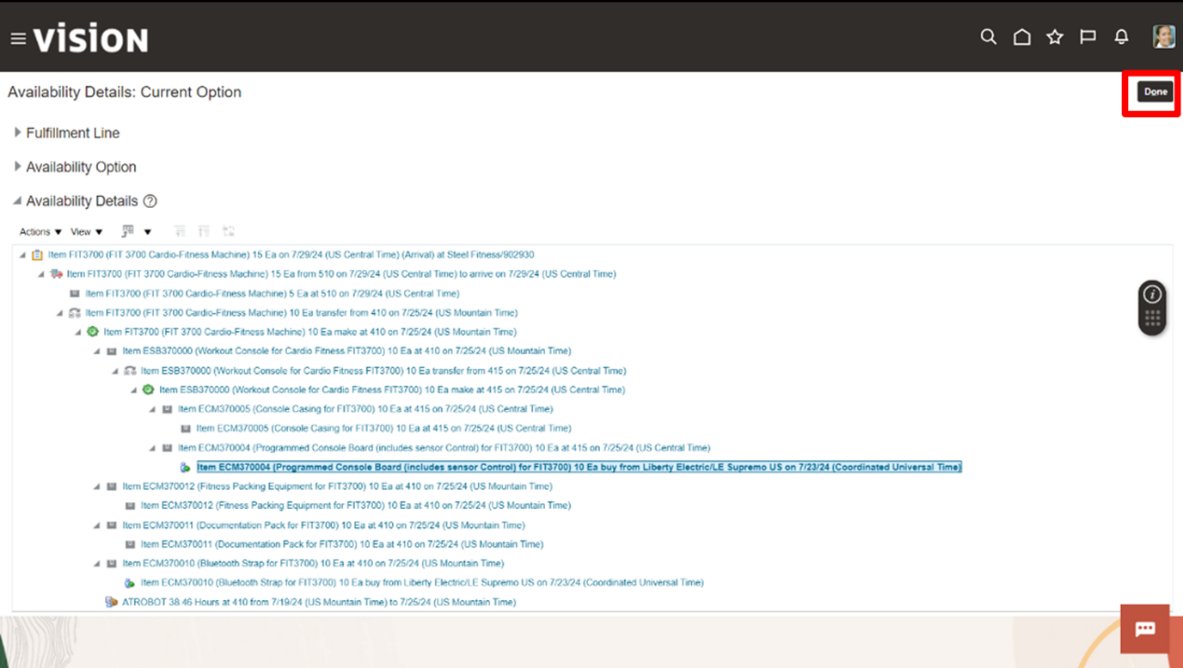 vision
Availability Details: Current Option
Done
Fulfillment Line
Availability Option
Availability Details
Actions View
Item FIT3700 (FIT 3700 Cardio-Fitness Machine) 15 Ea on 7/29/24 (US Central Time) (Arrival) at Steel Fitness/902930
Item FIT3700 (FIT 3700 Cardio-Fitness Machine) 15 Ea from 510 on 7/29/24 (US Central Time) to arrive on 7/29/24 (US Central Time)
Item FIT3700 (FIT 3700 Cardio-Fitness Machine) 5 Ea at 510 on 7/29/24 (US Central Time)
Item FIT3700 (FIT 3700 Cardio-Fitness Machine) 10 Ea transfer from 410 on 7/25/24 (US Mountain Time)
Item FIT3700 (FIT 3700 Cardio-Fitness Machine) 10 Ea make at 410 on 7/25/24 (US Mountain Time)
Item ESB370000 (Workout Console for Cardio Fitness FIT3700) 10 Ea at 410 on 7/25/24 (US Mountain Time)
Item ESB370000 (Workout Console for Cardio Fitness FIT3700) 10 Ea transfer from 415 on 7/25/24 (US Central Time)
Item ESB370000 (Workout Console for Cardio Fitness FIT3700) 10 Ea make at 415 on 7/25/24 (US Central Time)
Item ECM370005 (Console Casing for FIT3700) 10 Ea at 415 on 7/25/24 (US Central Time)
Item ECM370005 (Console Casing for FIT3700) 10 Ea at 415 on 7/25/24 (US Central Time)
Item ECM370004 (Programmed Console Board (includes sensor Control) for FIT3700) 10 Ea at 415 on 7/25/24 (US Central Time)
Item ECM370004 (Programmed Console Board (includes sensor Control) for FIT3700) 10 Ea buy from Liberty Electric/LE Supremo US on 7/23/24 (Coordinated Universal Time)
Item ECM370012 (Fitness Packing Equipment for FIT3700) 10 Ea at 410 on 7/25/24 (US Mountain Time)
Item ECM370012 (Fitness Packing Equipment for FIT3700) 10 Ea at 410 on 7/25/24 (US Mountain Time)
Item ECM370011 (Documentation Pack for FIT3700) 10 Ea at 410 on 7/25/24 (US Mountain Time)
Item ECM370011 (Documentation Pack for FIT3700) 10 Ea at 410 on 7/25/24 (US Mountain Time)
Item ECM370010 (Bluetooth Strap for FIT3700) 10 Ea at 410 on 7/25/24 (US Mountain Time)
Item ECM370010 (Bluetooth Strap for FIT3700) 10 Ea buy from Liberty Electric/LE Supremo US on 7/23/24 (Coordinated Universal Time)
ATROBOT 38.46 Hours at 410 from 7/19/24 (US Mountain Time) to 7/25/24 (US Mountain Time)